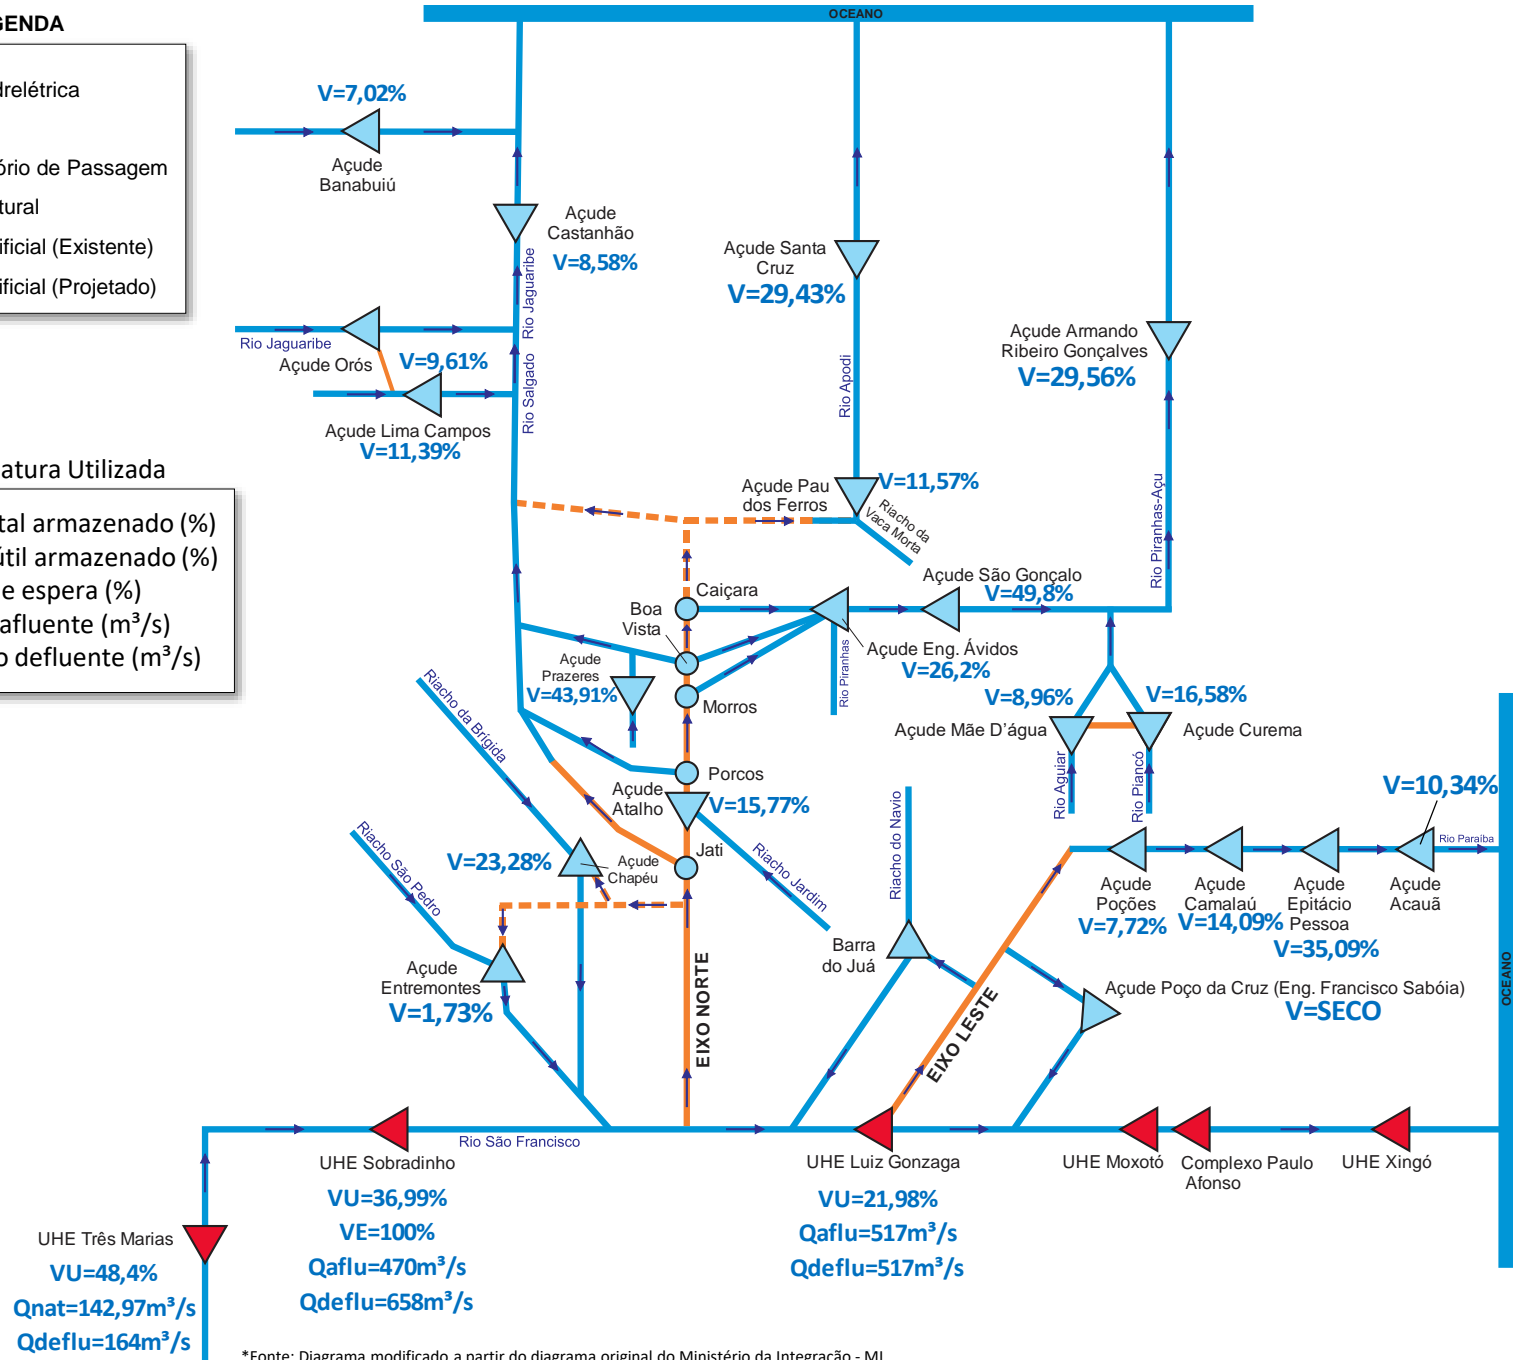 GENDA
drelétrica
ório de Passagem
tural
ificial (Existente)
ificial (Projetado)
atura Utilizada
tal armazenado (%)
útil armazenado (%)
e espera (%)
afluente (m³/s)
o defluente (m³/s)
OCEANO
V=7,02%
Açude
Banabuiú
Açude
Castanhão
V=8,58%
Rio Jaguaribe
Açude Santa
Cruz
V=29,43%
Açude Armando
Ribeiro Gonçalves
V=29,56%
Rio Jaguaribe
Açude Orós
V=9,61%
Rio Salgado
Rio Apodi
Açude Lima Campos
V=11,39%
Açude Pau
dos Ferros
V=11,57%
Riacho da
Vaca Morta
Rio Piranhas-Açu
Açude São Gonçalo
V=49,8%
Caiçara
Boa
Vista
Açude Eng. Ávidos
V=26,2%
Rio Piranhas
Açude
Prazeres
V=43,91%
Morros
V=8,96%
V=16,58%
Açude Mãe D'água
Açude Curema
Rio Aguiar
Rio Piancó
Riacho da Brígida
Porcos
Açude
Atalho
V=15,77%
Jati
Riacho Jardim
Riacho do Navio
V=10,34%
Rio Paraíba
Riacho São Pedro
V=23,28%
Açude
Chapéu
Açude
Poções
V=7,72%
Açude
Camalaú
V=14,09%
Açude
Epitácio
Pessoa
V=35,09%
Açude
Acauã
Barra
do Juá
Açude
Entremontes
V=1,73%
EIXO NORTE
EIXO LESTE
Açude Poço da Cruz (Eng. Francisco Sabóia)
V=SECO
OCEANO
Rio São Francisco
UHE Sobradinho
VU=36,99%
VE=100%
Qaflu=470m³/s
Qdeflu=658m³/s
UHE Luiz Gonzaga
VU=21,98%
Qaflu=517m³/s
Qdeflu=517m³/s
UHE Moxotó
Complexo Paulo
Afonso
UHE Xingó
UHE Três Marias
VU=48,4%
Qnat=142,97m³/s
Qdeflu=164m³/s
*Fonte: Diagrama modificado a partir do diagrama original do Ministério da Integração - MI